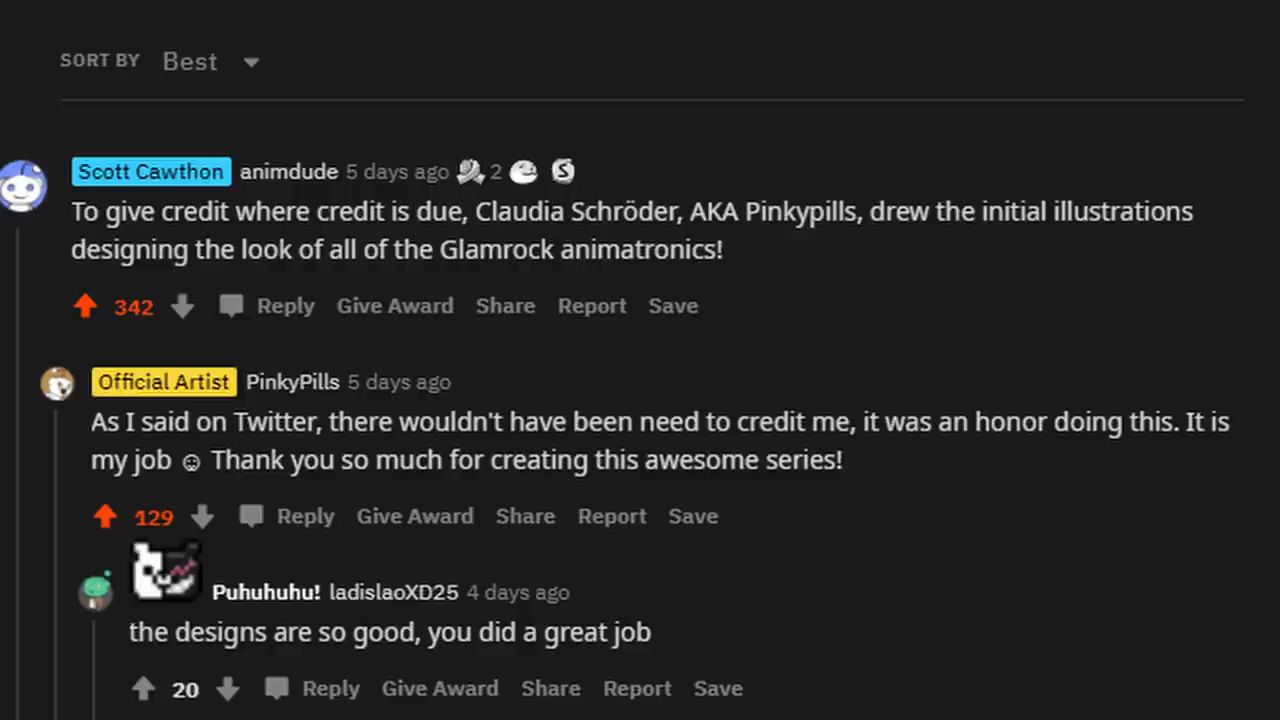 SORT BY Best
Scott Cawthon animdude 5 days ago 2 S
To give credit where credit is due, Claudia Schröder, AKA Pinkypills, drew the initial illustrations
designing the look of all of the Glamrock animatronics!
342 Reply Give Award Share Report Save
Official Artist PinkyPills 5 days ago
As I said on Twitter, there wouldn't have been need to credit me, it was an honor doing this. It is
my job ☺ Thank you so much for creating this awesome series!
129 Reply Give Award Share Report Save
Puhuhuhu! ladislaoXD25 4 days ago
the designs are so good, you did a great job
20 Reply Give Award Share Report Save